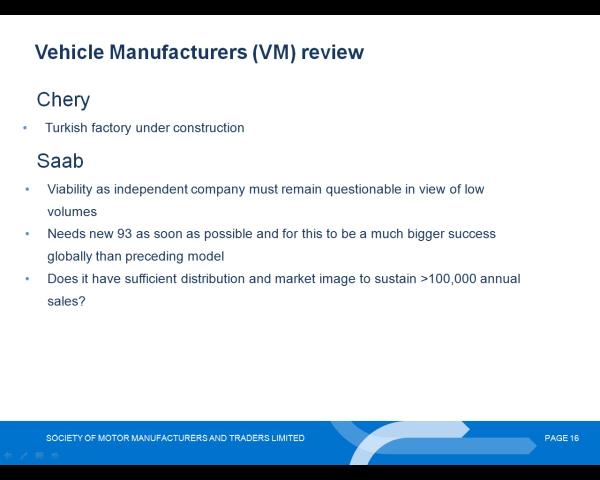 Vehicle Manufacturers (VM) review
Chery
• Turkish factory under construction
Saab
• Viability as independent company must remain questionable in view of low
volumes
• Needs new 93 as soon as possible and for this to be a much bigger success
globally than preceding model
• Does it have sufficient distribution and market image to sustain >100,000 annual
sales?
SOCIETY OF MOTOR MANUFACTURERS AND TRADERS LIMITED
PAGE 16